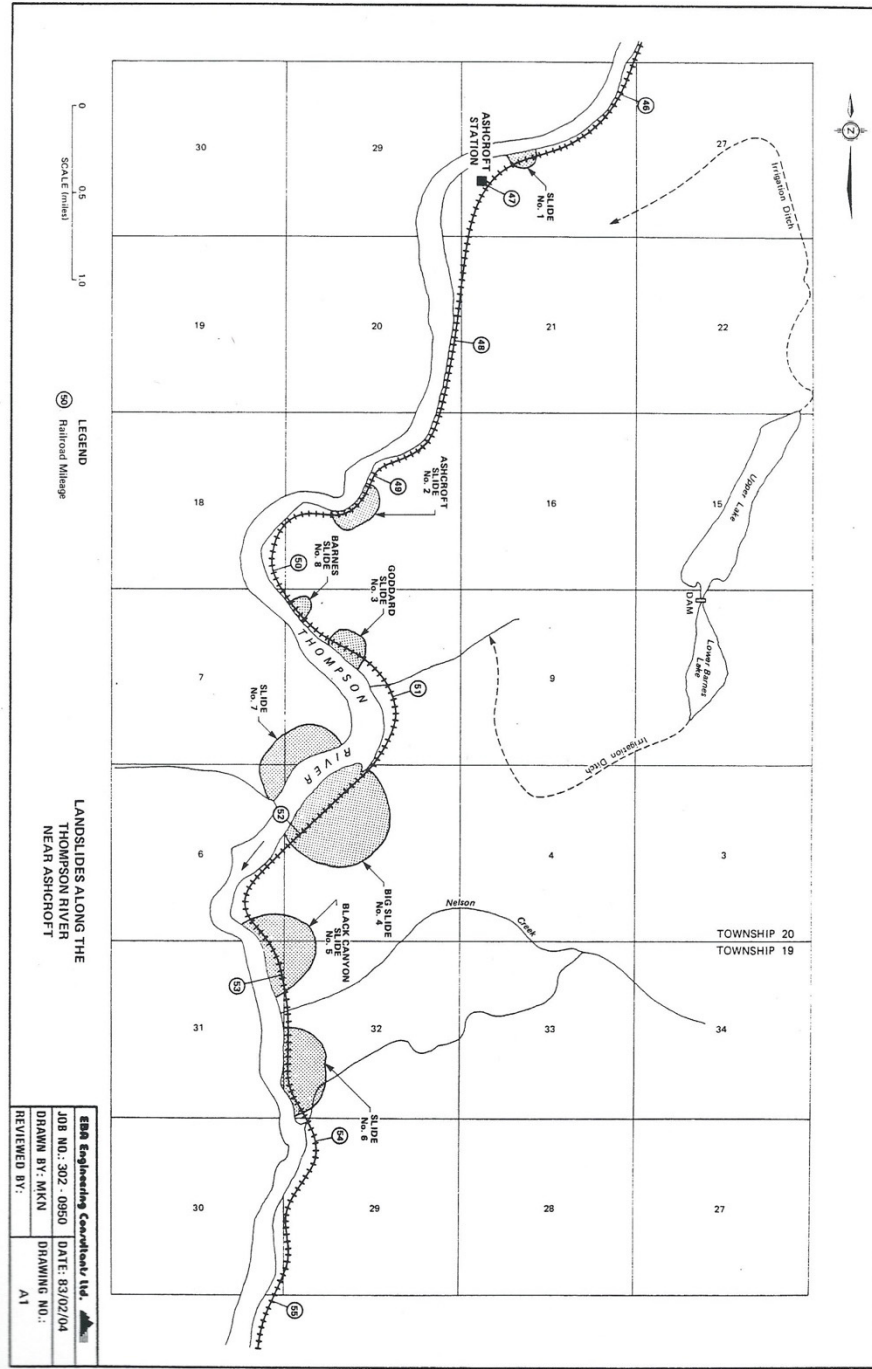 N
46
27
Irrigation Ditch
30
29
ASHCROFT
STATION
47
SLIDE
No. 1
19
20
48
21
22
18
49
ASHCROFT
SLIDE
No. 2
16
15
Upper Lake
50
BARNES
SLIDE
No. 8
GODDARD
SLIDE
No. 3
DAM
Lower Barnes
Lake
7
THOMPSON
RIVER
51
9
Irrigation Ditch
SLIDE
No. 7
6
52
BIG SLIDE
No. 4
4
3
BLACK CANYON
SLIDE
No. 5
Nelson
Creek
TOWNSHIP 20
TOWNSHIP 19
31
53
32
33
34
SLIDE
No. 6
54
30
29
28
27
55
0
0.5
1.0
SCALE (miles)
LEGEND
50 Railroad Mileage
LANDSLIDES ALONG THE
THOMPSON RIVER
NEAR ASHCROFT
EBA Engineering Consultants Ltd.
JOB NO.: 302 - 0950
DATE: 83/02/04
DRAWN BY: MKN
DRAWING NO.:
REVIEWED BY:
A1